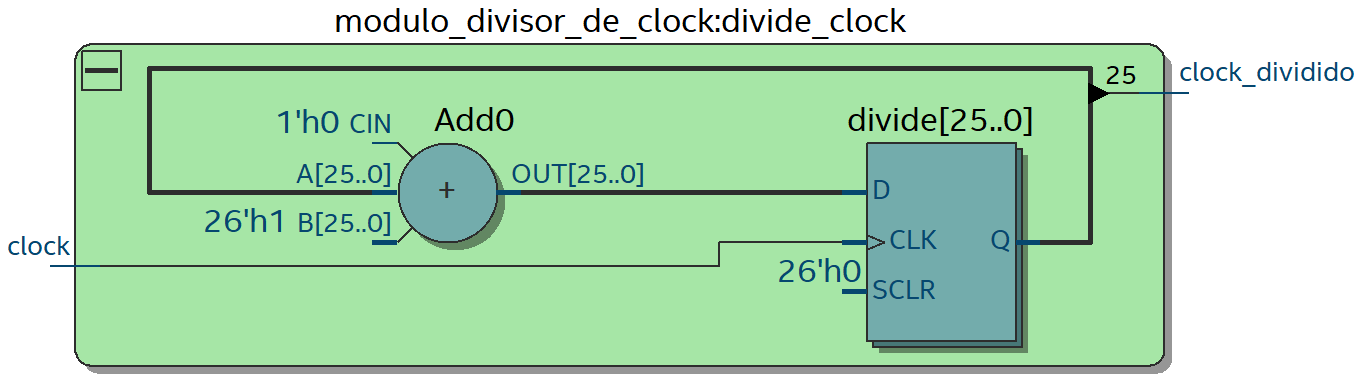 modulo_divisor_de_clock:divide_clock
25
clock_dividido
1'h0 CIN
Add0
divide[25..0]
A[25..0]
+
OUT[25..0]
D
26'h1 B[25..0]
clock
CLK
Q
26'h0
SCLR